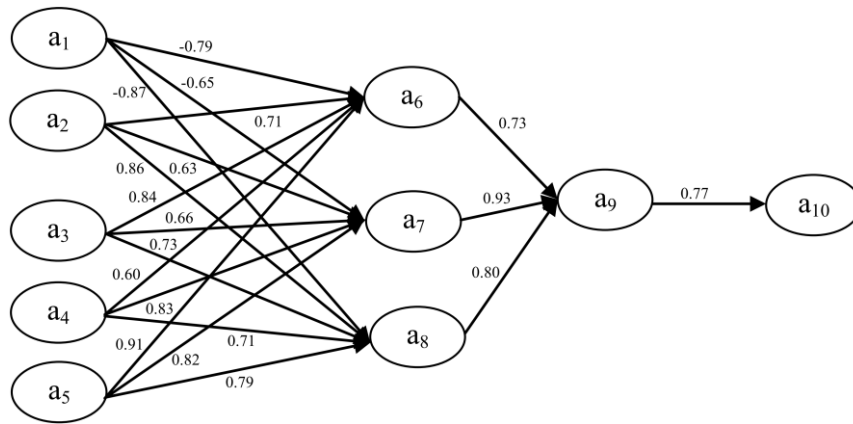 a₁
-0.79
-0.65
-0.87
a₆
a₂
0.71
0.73
0.86
0.63
0.84
a₉
0.77
a₁₀
0.93
a₃
0.66
a₇
0.73
0.60
0.80
a₄
0.83
0.71
a₈
0.91
0.82
0.79
a₅